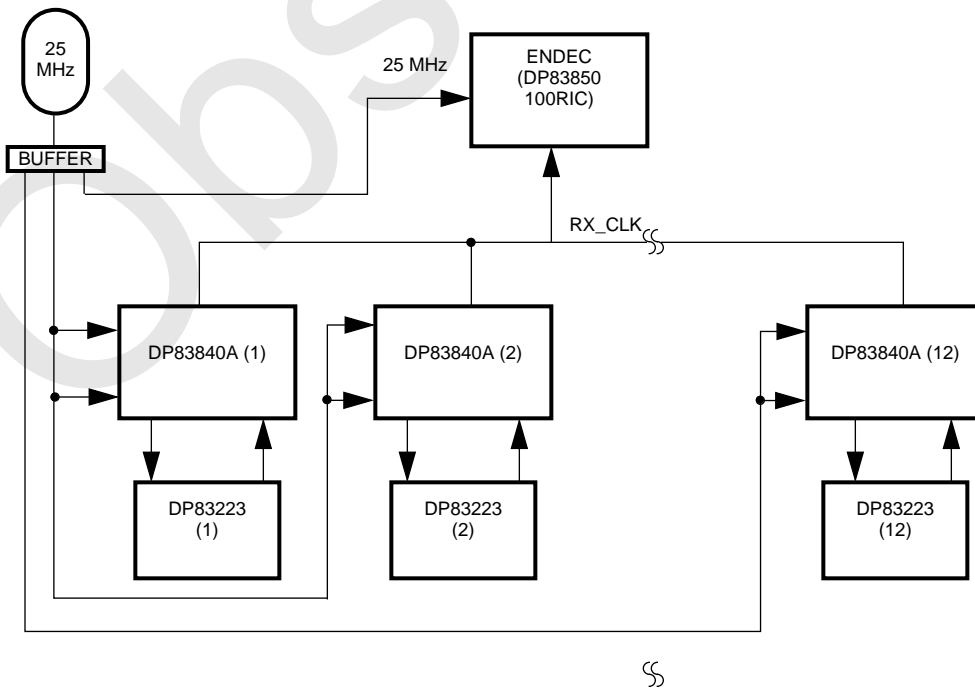 25
MHz
BUFFER
25 MHz
ENDEC
(DP83850
100RIC)
RX_CLK
DP83840A (1)
DP83840A (2)
DP83840A (12)
DP83223
(1)
DP83223
(2)
DP83223
(12)
Obs